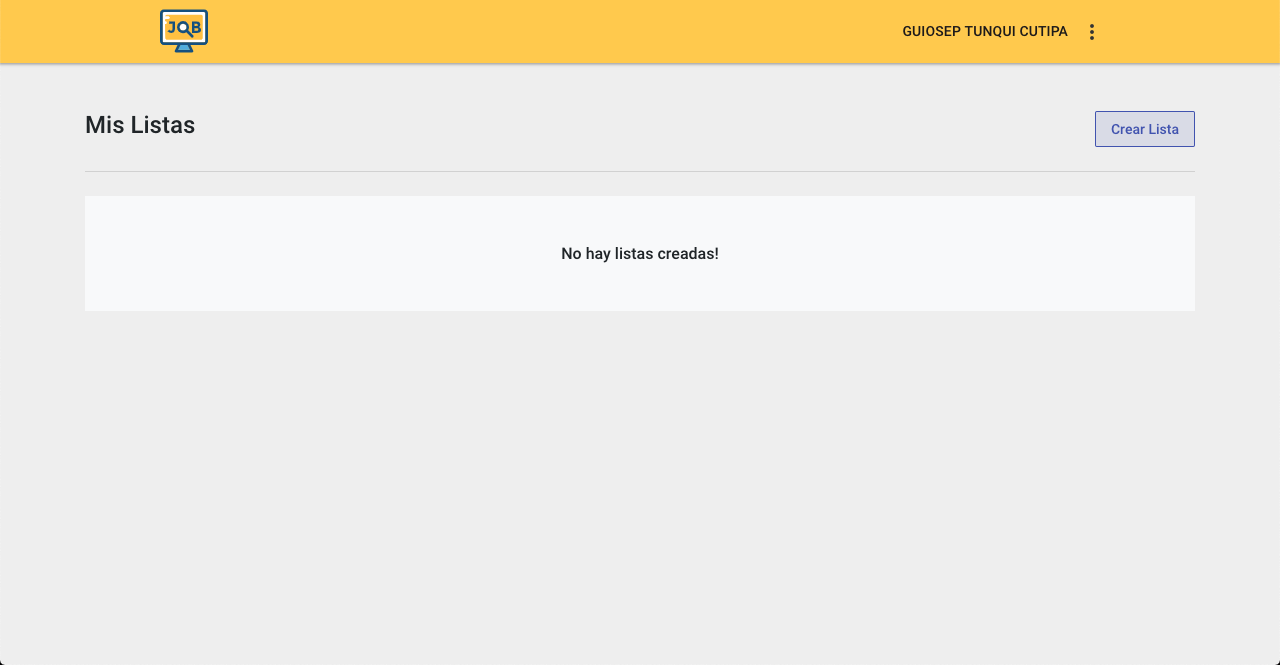 JOB
GUIOSEP TUNQUI CUTIPA
Mis Listas
Crear Lista
No hay listas creadas!